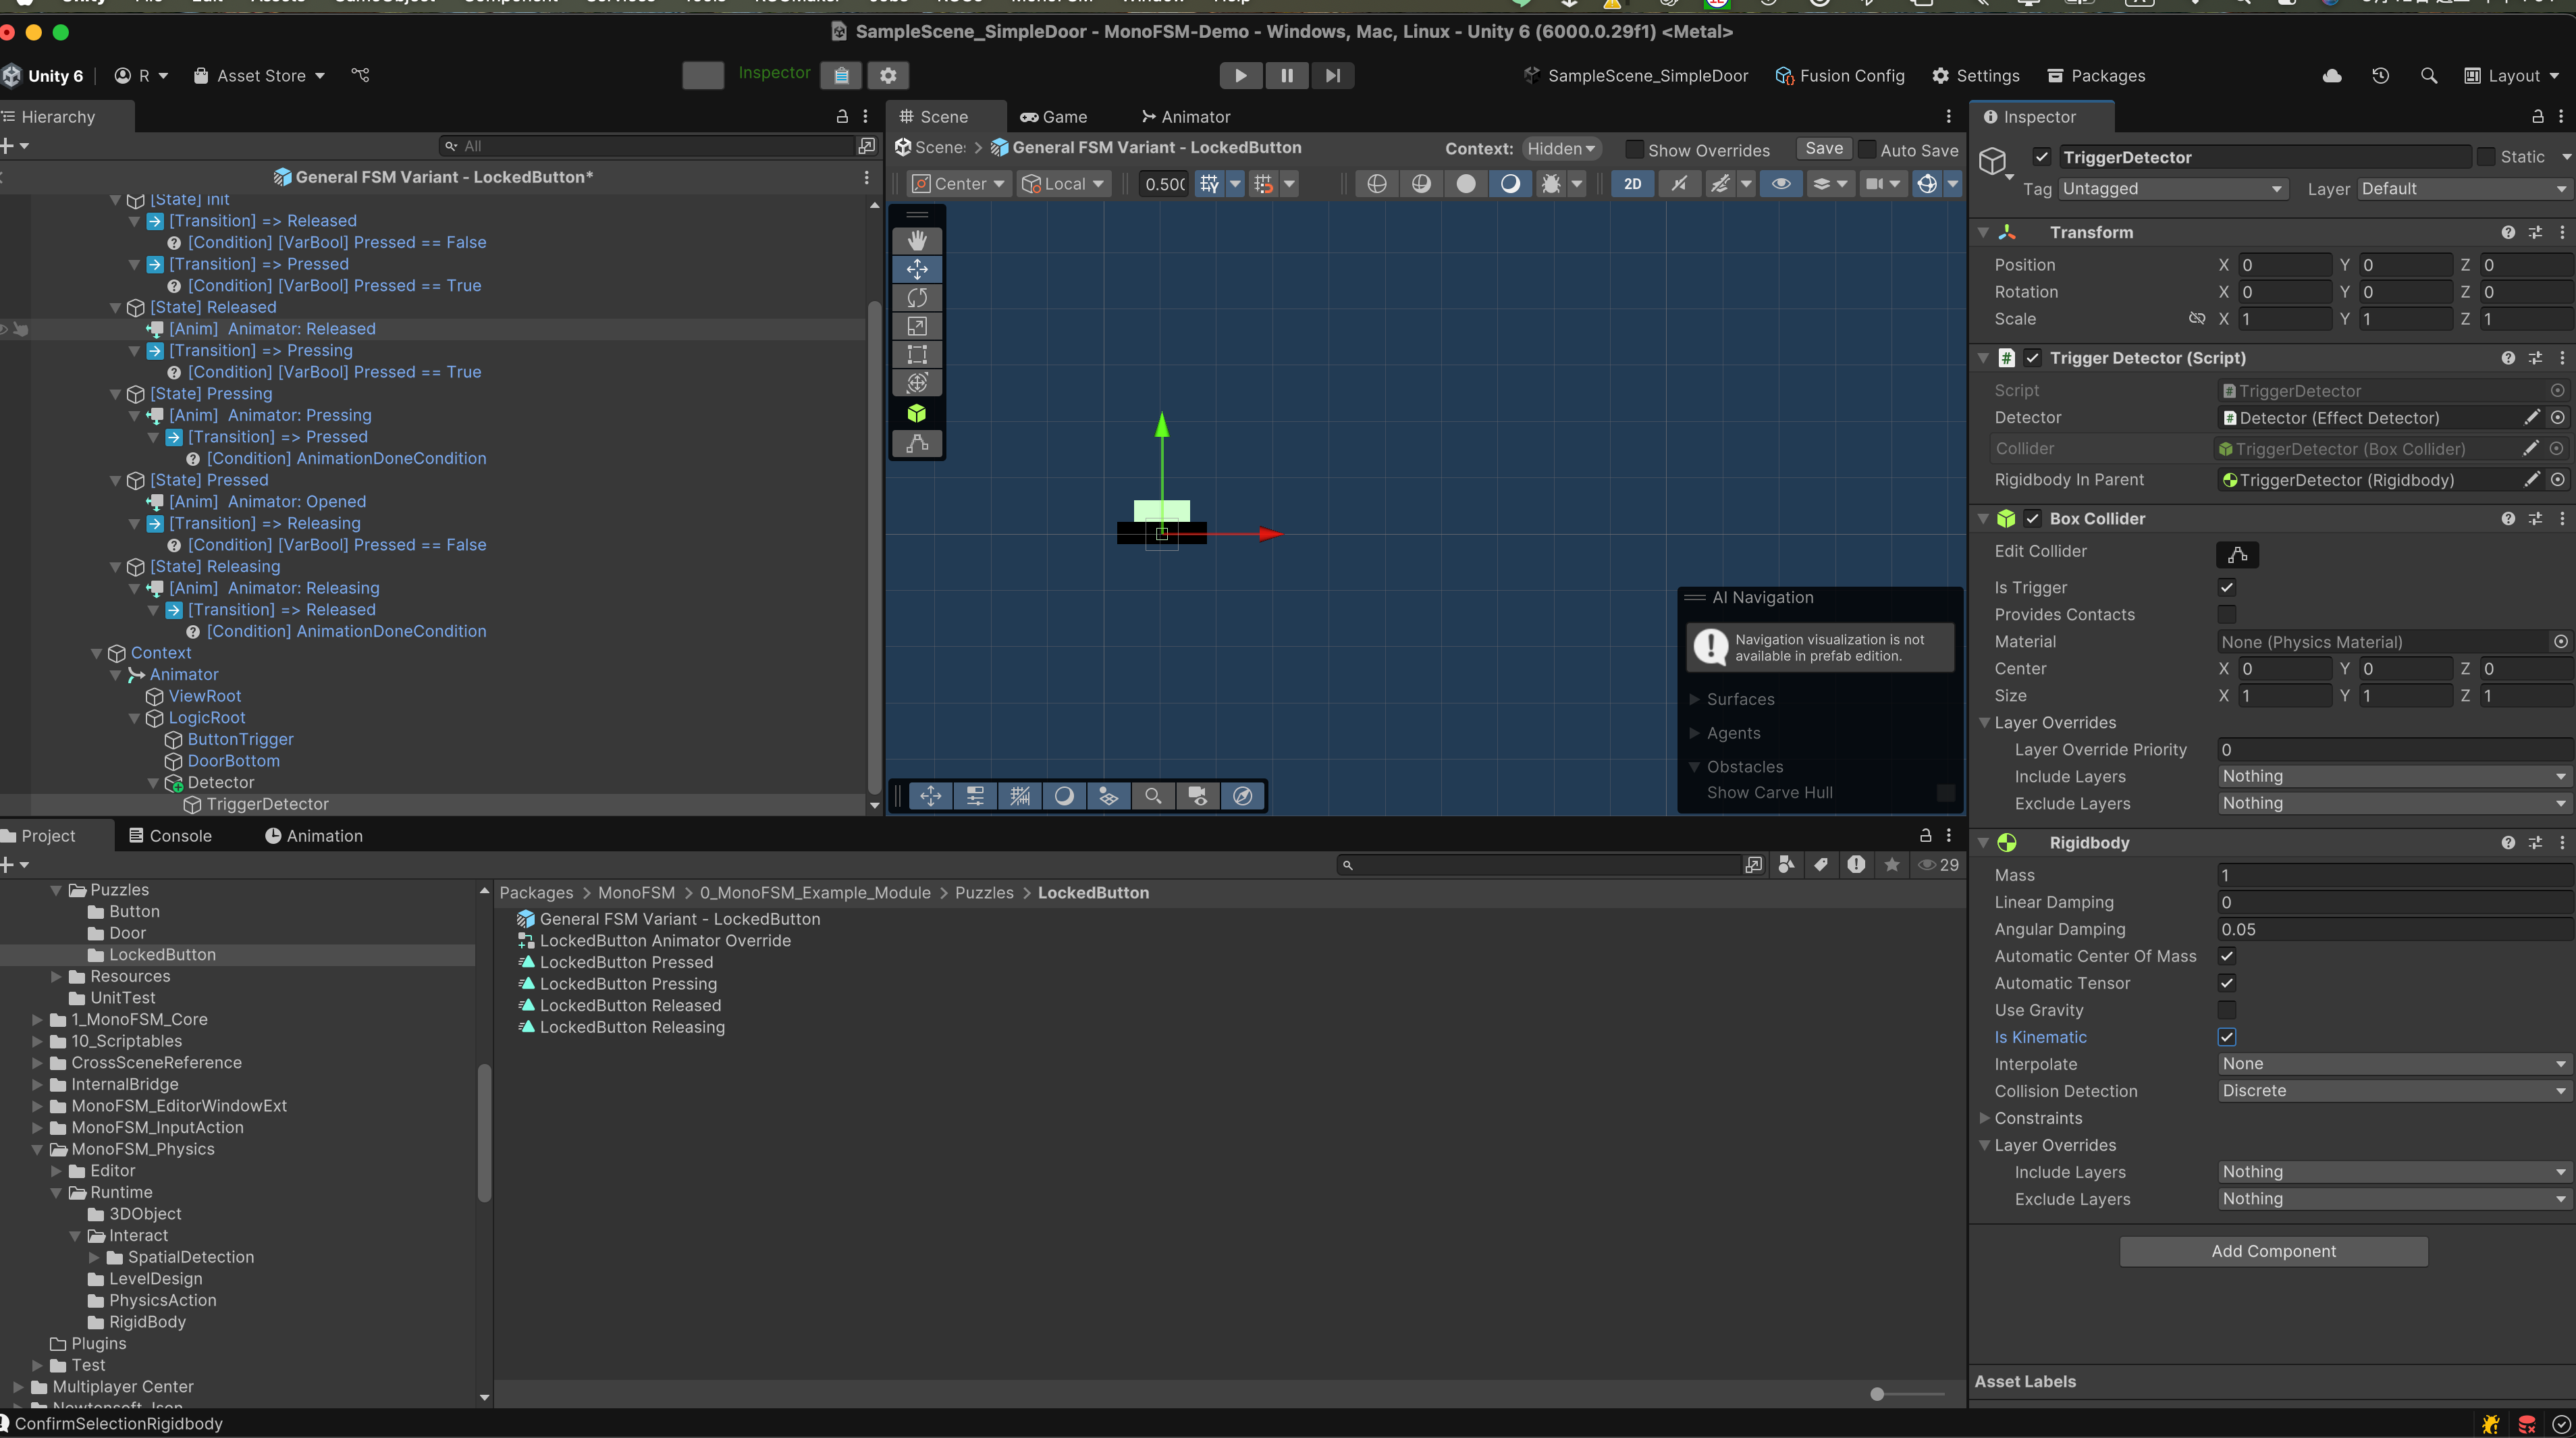 SampleScene_SimpleDoor - MonoFSM-Demo - Windows, Mac, Linux - Unity 6 (6000.0.29f1) <Metal>
Unity 6
R
Asset Store
Inspector
SampleScene_SimpleDoor
Fusion Config
Settings
Packages
Layout
Hierarchy
All
General FSM Variant - LockedButton*
[State] Init
[Transition] => Released
[Condition] [VarBool] Pressed == False
[Transition] => Pressed
[Condition] [VarBool] Pressed == True
[State] Released
[Anim]  Animator: Released
[Transition] => Pressing
[Condition] [VarBool] Pressed == True
[State] Pressing
[Anim]  Animator: Pressing
[Transition] => Pressed
[Condition] AnimationDoneCondition
[State] Pressed
[Anim]  Animator: Opened
[Transition] => Releasing
[Condition] [VarBool] Pressed == False
[State] Releasing
[Anim]  Animator: Releasing
[Transition] => Released
[Condition] AnimationDoneCondition
Context
Animator
ViewRoot
LogicRoot
ButtonTrigger
DoorBottom
Detector
TriggerDetector
Scene
Game
Animator
Scene:
General FSM Variant - LockedButton
Context:
Hidden
Show Overrides
Save
Auto Save
Center
Local
0.50
2D
AI Navigation
Navigation visualization is not
available in prefab edition.
Surfaces
Agents
Obstacles
Show Carve Hull
Project
Console
Animation
29
Puzzles
Button
Door
LockedButton
Resources
UnitTest
1_MonoFSM_Core
10_Scriptables
CrossSceneReference
InternalBridge
MonoFSM_EditorWindowExt
MonoFSM_InputAction
MonoFSM_Physics
Editor
Runtime
3DObject
Interact
SpatialDetection
LevelDesign
PhysicsAction
RigidBody
Plugins
Test
Multiplayer Center
Packages > MonoFSM > 0_MonoFSM_Example_Module > Puzzles > LockedButton
General FSM Variant - LockedButton
LockedButton Animator Override
LockedButton Pressed
LockedButton Pressing
LockedButton Released
LockedButton Releasing
ConfirmSelectionRigidbody
Inspector
TriggerDetector
Static
Tag Untagged
Layer Default
Transform
Position X 0 Y 0 Z 0
Rotation X 0 Y 0 Z 0
Scale X 1 Y 1 Z 1
Trigger Detector (Script)
Script TriggerDetector
Detector Detector (Effect Detector)
Collider TriggerDetector (Box Collider)
Rigidbody In Parent TriggerDetector (Rigidbody)
Box Collider
Edit Collider
Is Trigger
Provides Contacts
Material None (Physics Material)
Center X 0 Y 0 Z 0
Size X 1 Y 1 Z 1
Layer Overrides
Layer Override Priority 0
Include Layers Nothing
Exclude Layers Nothing
Rigidbody
Mass 1
Linear Damping 0
Angular Damping 0.05
Automatic Center Of Mass
Automatic Tensor
Use Gravity
Is Kinematic
Interpolate None
Collision Detection Discrete
Constraints
Layer Overrides
Include Layers Nothing
Exclude Layers Nothing
Add Component
Asset Labels